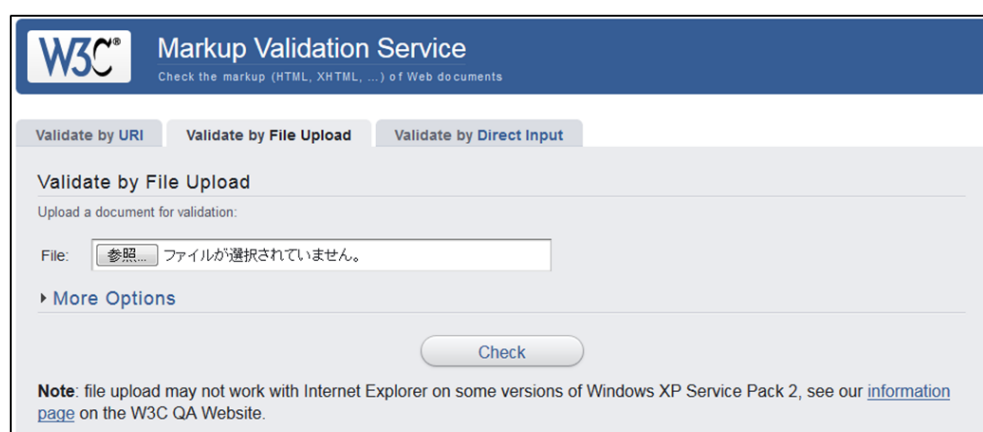 W3C®
Markup Validation Service
Check the markup (HTML, XHTML, ...) of Web documents
Validate by URI
Validate by File Upload
Validate by Direct Input
Validate by File Upload
Upload a document for validation:
File: 参照... ファイルが選択されていません。
More Options
Check
Note: file upload may not work with Internet Explorer on some versions of Windows XP Service Pack 2, see our information
page on the W3C QA Website.